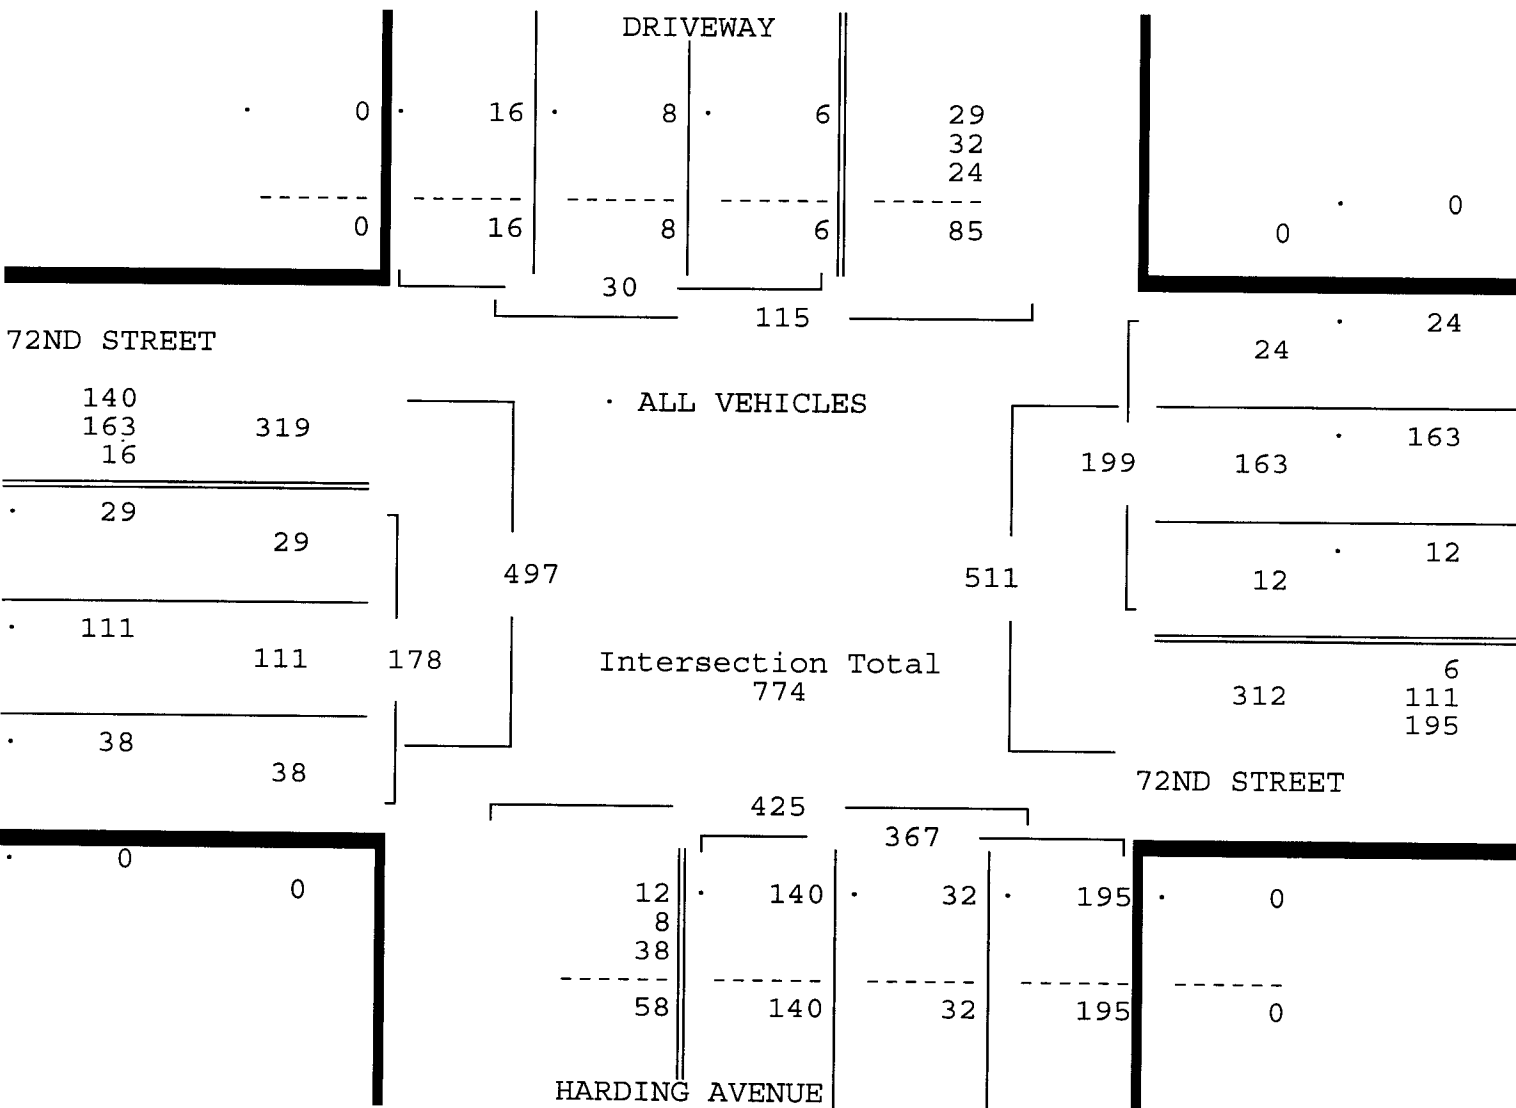 DRIVEWAY
0 16 8 6 29
32
24
0 16 8 6 85
0
0
30
115
72ND STREET
24
24
140
163 319
16
ALL VEHICLES
163
199 163
29
29
12
497 511 12
111
111 178
Intersection Total
774
6
312 111
195
38
38
72ND STREET
425
367
0
0
12 140 32 195 0
8
38
58 140 32 195 0
HARDING AVENUE